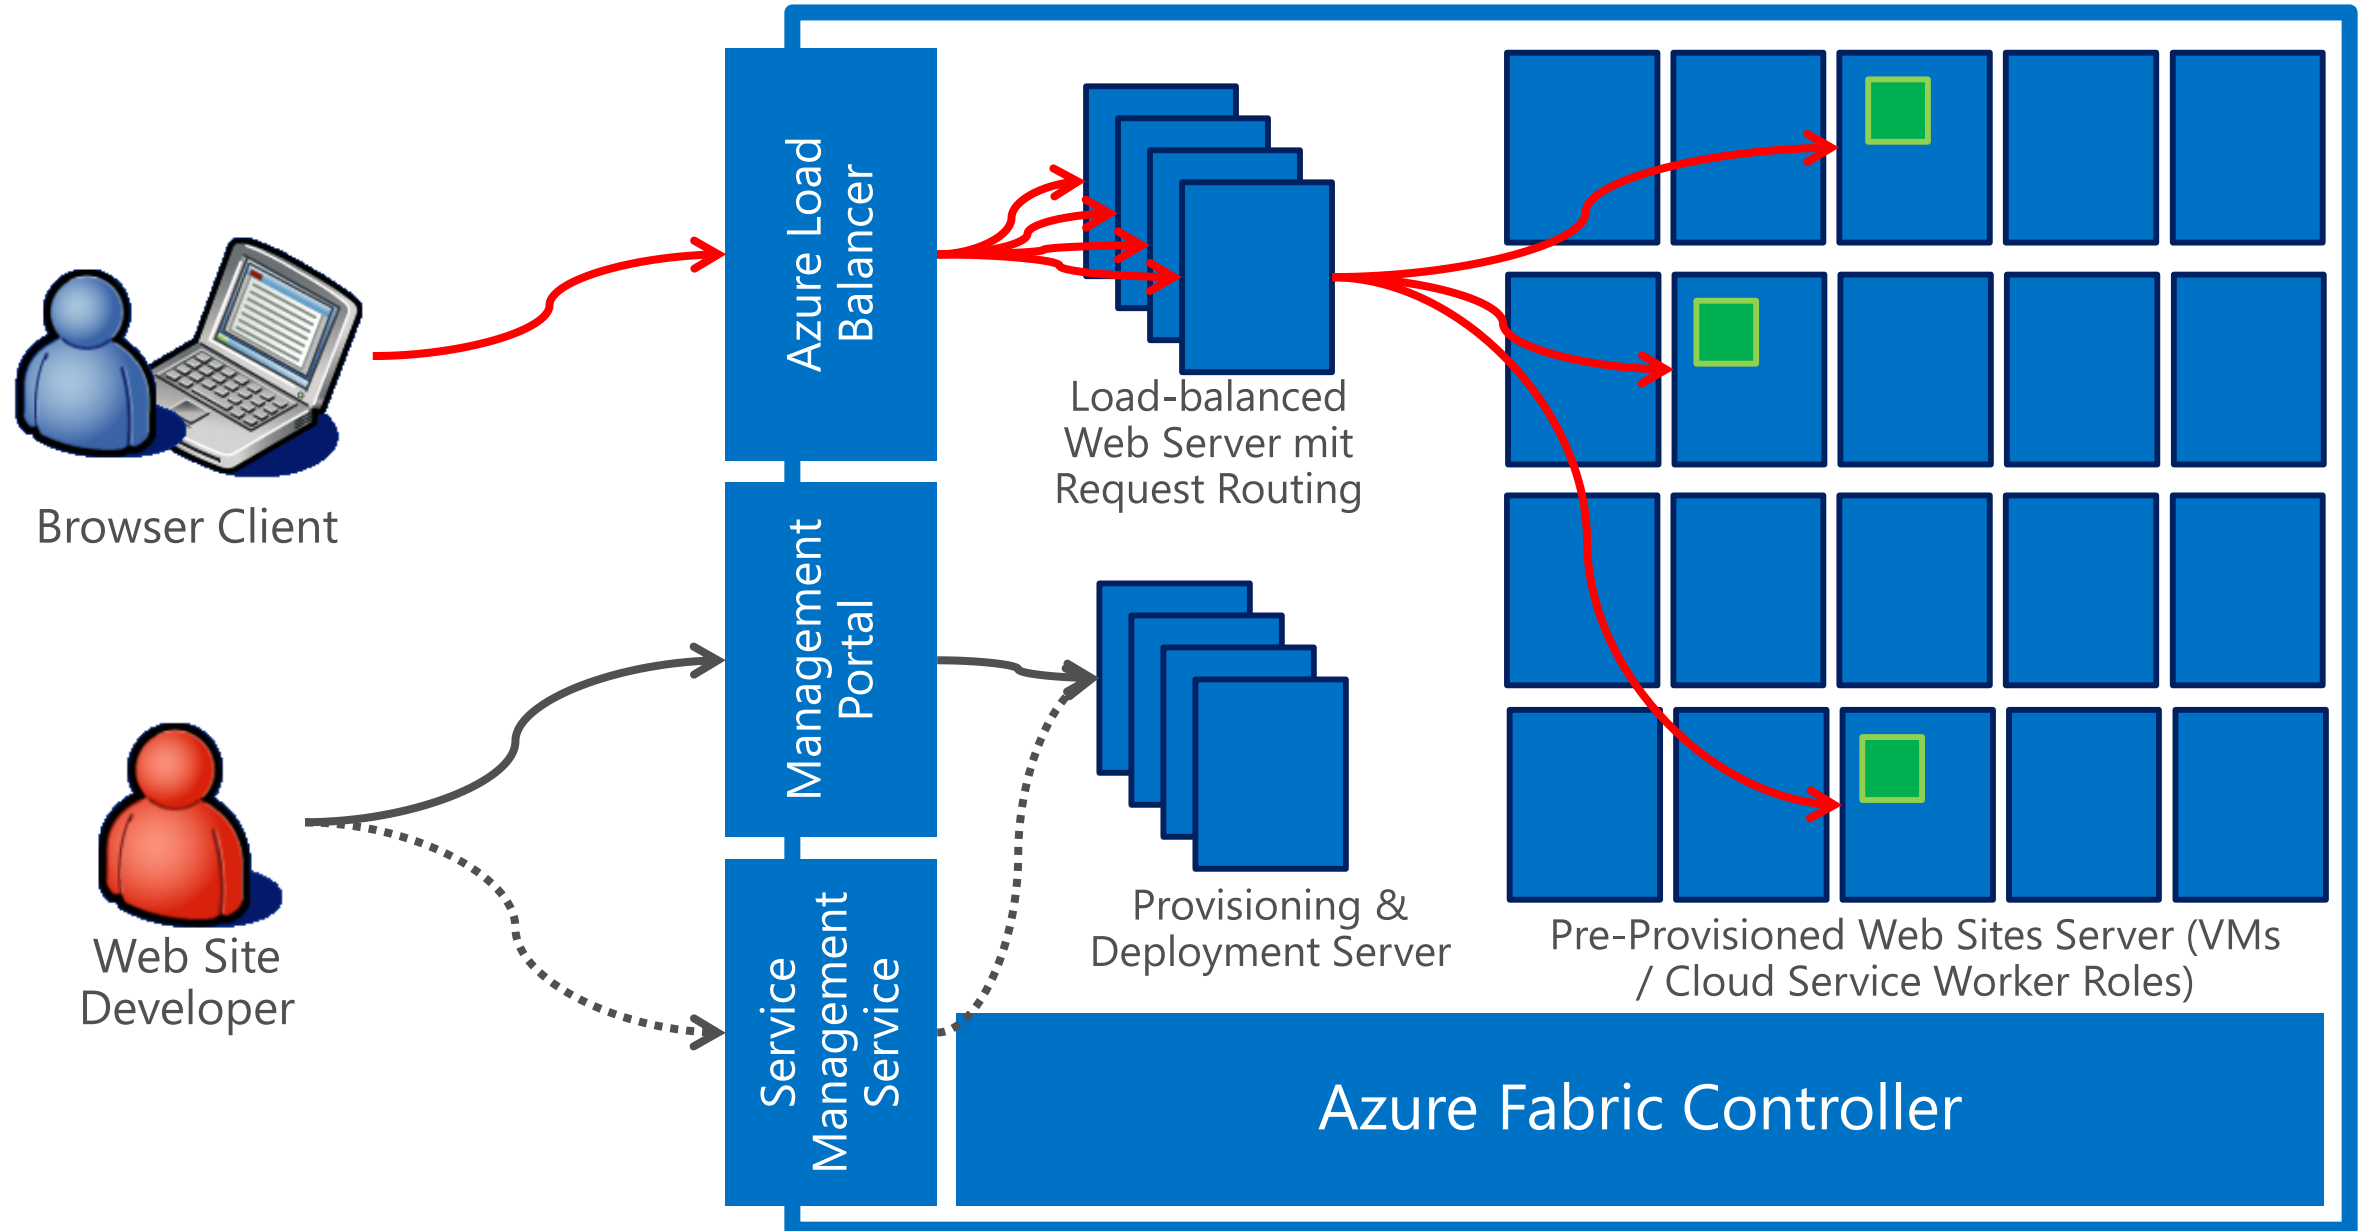 Browser Client
Web Site
Developer
Azure Load
Balancer
Management
Portal
Service
Management
Service
Load-balanced
Web Server mit
Request Routing
Provisioning &
Deployment Server
Pre-Provisioned Web Sites Server (VMs
/ Cloud Service Worker Roles)
Azure Fabric Controller